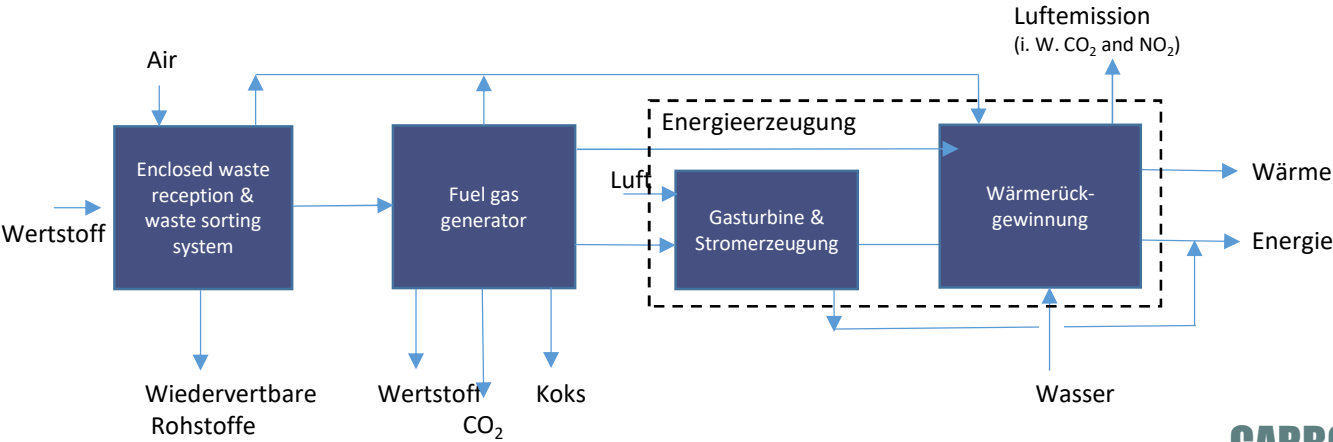 Luftemission
(i. W. CO₂ and NO₂)
Air
Energieerzeugung
Enclosed waste
reception &
waste sorting
system
Fuel gas
generator
Luft
Gasturbine &
Stromerzeugung
Wärmerück-
gewinnung
Wärme
Energie
Wertstoff
Wiedervertbare
Rohstoffe
Wertstoff
CO₂
Koks
Wasser